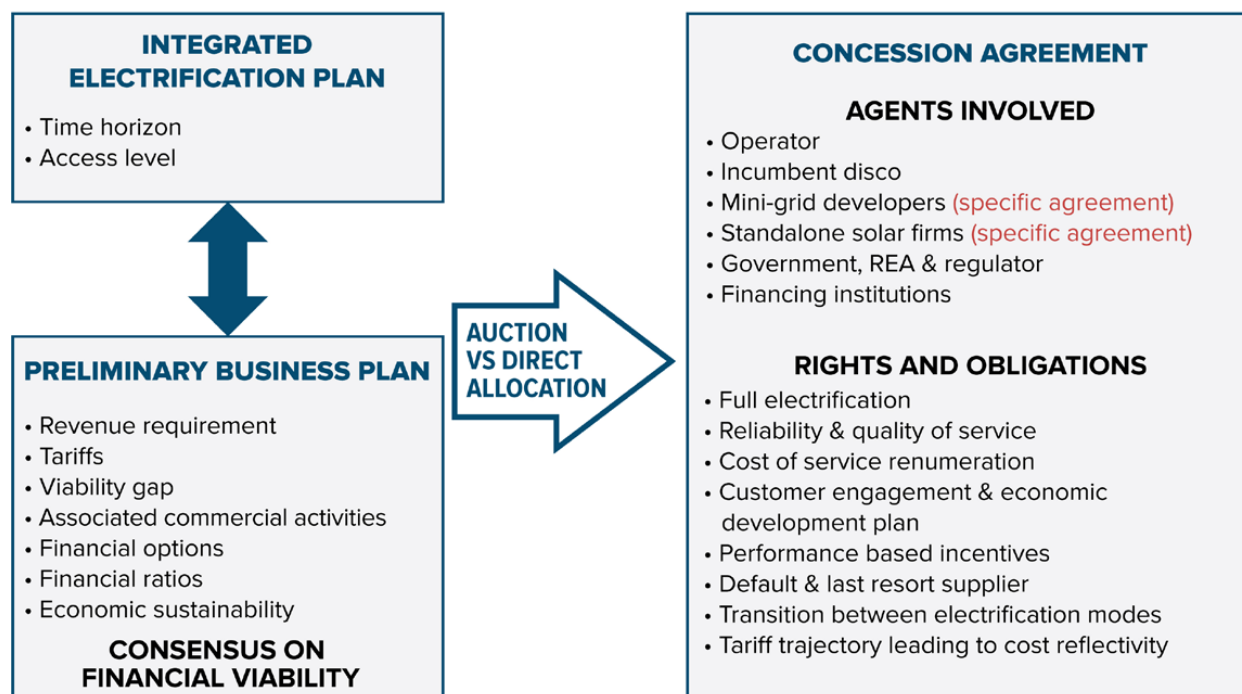 INTEGRATED
ELECTRIFICATION PLAN
• Time horizon
• Access level
PRELIMINARY BUSINESS PLAN
• Revenue requirement
• Tariffs
• Viability gap
• Associated commercial activities
• Financial options
• Financial ratios
• Economic sustainability
CONSENSUS ON
FINANCIAL VIABILITY
AUCTION
VS DIRECT
ALLOCATION
CONCESSION AGREEMENT
AGENTS INVOLVED
• Operator
• Incumbent disco
• Mini-grid developers (specific agreement)
• Standalone solar firms (specific agreement)
• Government, REA & regulator
• Financing institutions
RIGHTS AND OBLIGATIONS
• Full electrification
• Reliability & quality of service
• Cost of service renumeration
• Customer engagement & economic
development plan
• Performance based incentives
• Default & last resort supplier
• Transition between electrification modes
• Tariff trajectory leading to cost reflectivity